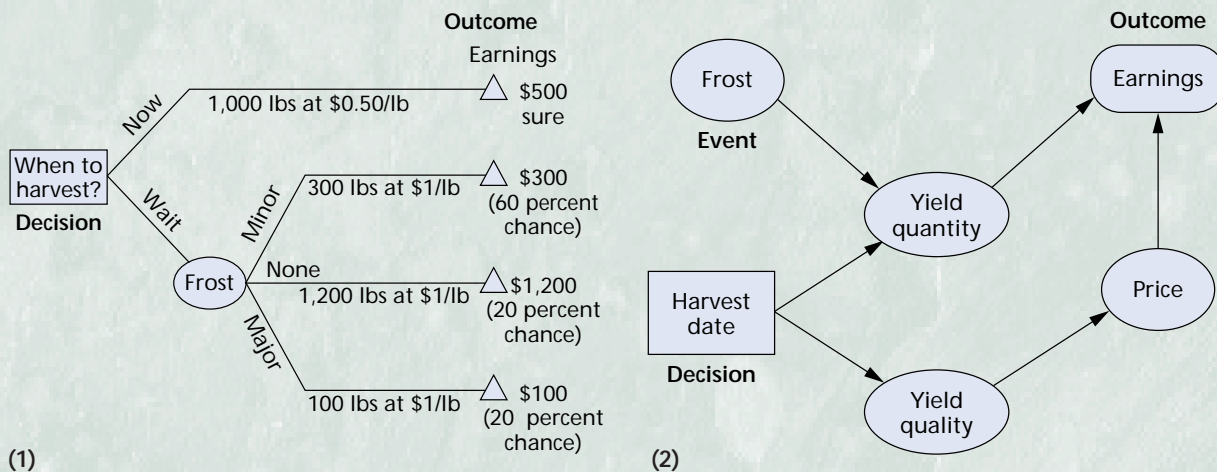 Outcome
Earnings
Now
1,000 lbs at $0.50/lb
$500
sure
When to
harvest?
Decision
Wait
Frost
Minor
300 lbs at $1/lb
$300
(60 percent
chance)
None
1,200 lbs at $1/lb
$1,200
(20 percent
chance)
Major
100 lbs at $1/lb
$100
(20 percent
chance)
(1)
Outcome
Frost
Event
Earnings
Yield
quantity
Harvest
date
Decision
Price
Yield
quality
(2)